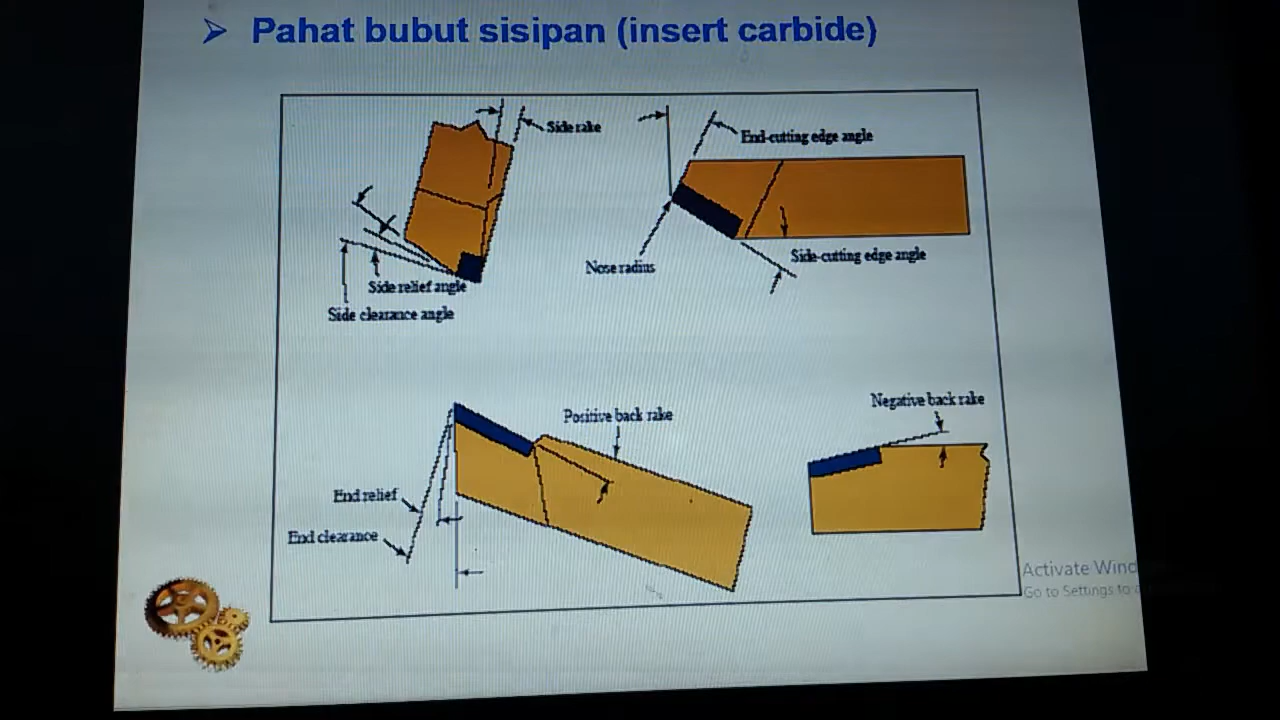 ➢ Pahat bubut sisipan (insert carbide)
Side rake
End-cutting edge angle
Nose radius
Side-cutting edge angle
Side relief angle
Side clearance angle
Positive back rake
Negative back rake
End relief
End clearance
Activate Wind
Go to Settings to